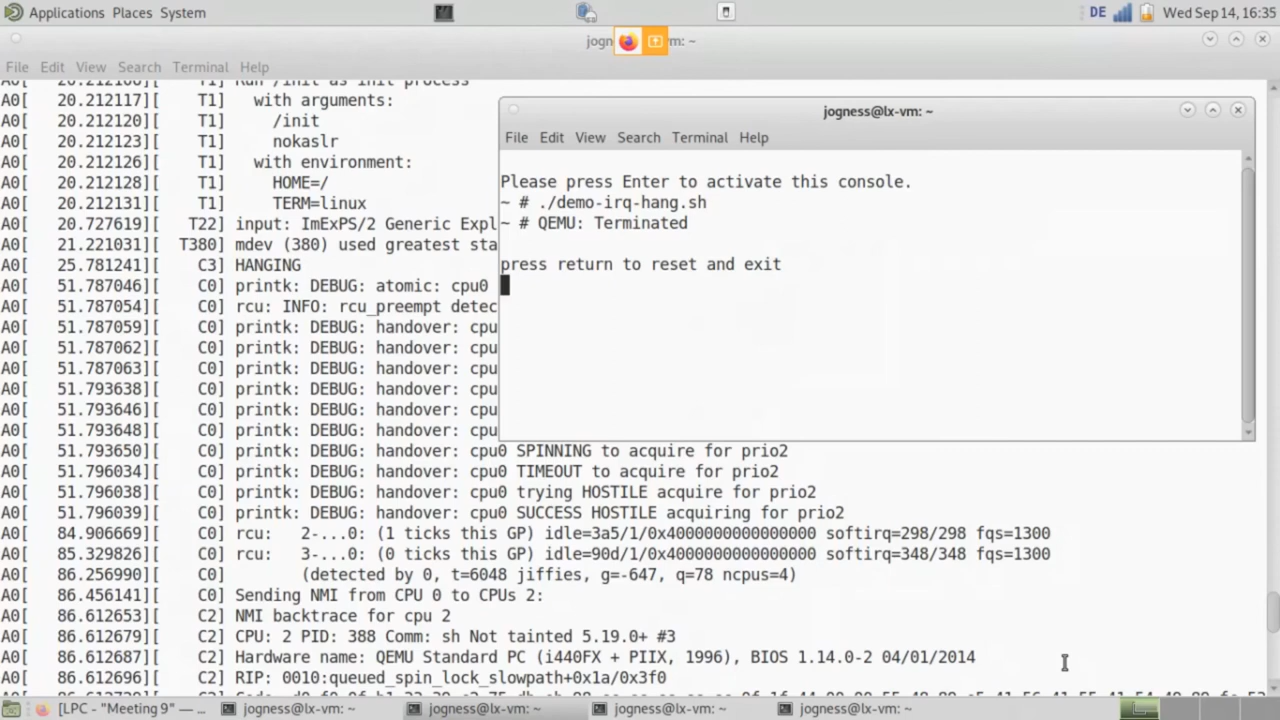 Applications Places System
DE Wed Sep 14, 16:35
jogn vm: ~
File Edit View Search Terminal Help
20.212117][ T1] with arguments:
A0[ 20.212120][ T1] /init
A0[ 20.212123][ T1] nokaslr
A0[ 20.212126][ T1] with environment:
A0[ 20.212128][ T1] HOME=/
A0[ 20.212131][ T1] TERM=linux
A0[ 20.727619][ T22] input: ImExPS/2 Generic Expl
A0[ 21.221031][ T380] mdev (380) used greatest sta
A0[ 25.781241][ C3] HANGING
A0[ 51.787046][ C0] printk: DEBUG: atomic: cpu0
A0[ 51.787054][ C0] rcu: INFO: rcu_preempt detec
A0[ 51.787059][ C0] printk: DEBUG: handover: cpu
A0[ 51.787062][ C0] printk: DEBUG: handover: cpu
A0[ 51.787063][ C0] printk: DEBUG: handover: cpu
A0[ 51.793638][ C0] printk: DEBUG: handover: cpu
A0[ 51.793646][ C0] printk: DEBUG: handover: cpu
A0[ 51.793648][ C0] printk: DEBUG: handover: cpu
A0[ 51.793650][ C0] printk: DEBUG: handover: cpu0 SPINNING to acquire for prio2
A0[ 51.796034][ C0] printk: DEBUG: handover: cpu0 TIMEOUT to acquire for prio2
A0[ 51.796038][ C0] printk: DEBUG: handover: cpu0 trying HOSTILE acquire for prio2
A0[ 51.796039][ C0] printk: DEBUG: handover: cpu0 SUCCESS HOSTILE acquiring for prio2
A0[ 84.906669][ C0] rcu: 2-...0: (1 ticks this GP) idle=3a5/1/0x4000000000000000 softirq=298/298 fqs=1300
A0[ 85.329826][ C0] rcu: 3-...0: (0 ticks this GP) idle=90d/1/0x4000000000000000 softirq=348/348 fqs=1300
A0[ 86.256990][ C0] (detected by 0, t=6048 jiffies, g=-647, q=78 ncpus=4)
A0[ 86.456141][ C0] Sending NMI from CPU 0 to CPUs 2:
A0[ 86.612653][ C2] NMI backtrace for cpu 2
A0[ 86.612679][ C2] CPU: 2 PID: 388 Comm: sh Not tainted 5.19.0+ #3
A0[ 86.612687][ C2] Hardware name: QEMU Standard PC (i440FX + PIIX, 1996), BIOS 1.14.0-2 04/01/2014
A0[ 86.612695][ C2] RIP: 0010:queued_spin_lock_slowpath+0x1a/0x3f0
jogness@lx-vm: ~
File Edit View Search Terminal Help
Please press Enter to activate this console.
~ # ./demo-irq-hang.sh
~ # QEMU: Terminated
press return to reset and exit
[LPC - "Meeting 9" — ...
jogness@lx-vm: ~
jogness@lx-vm: ~
jogness@lx-vm: ~
jogness@lx-vm: ~